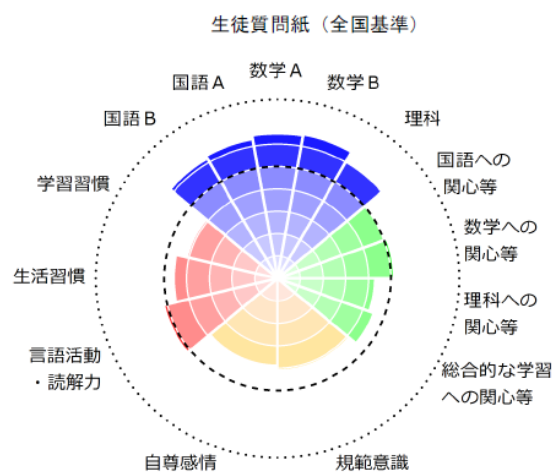 生徒質問紙（全国基準）
数学Ａ
国語Ａ
数学Ｂ
国語Ｂ
理科
国語への
関心等
学習習慣
数学への
関心等
生活習慣
理科への
関心等
言語活動
・読解力
総合的な学習
への関心等
自尊感情
規範意識